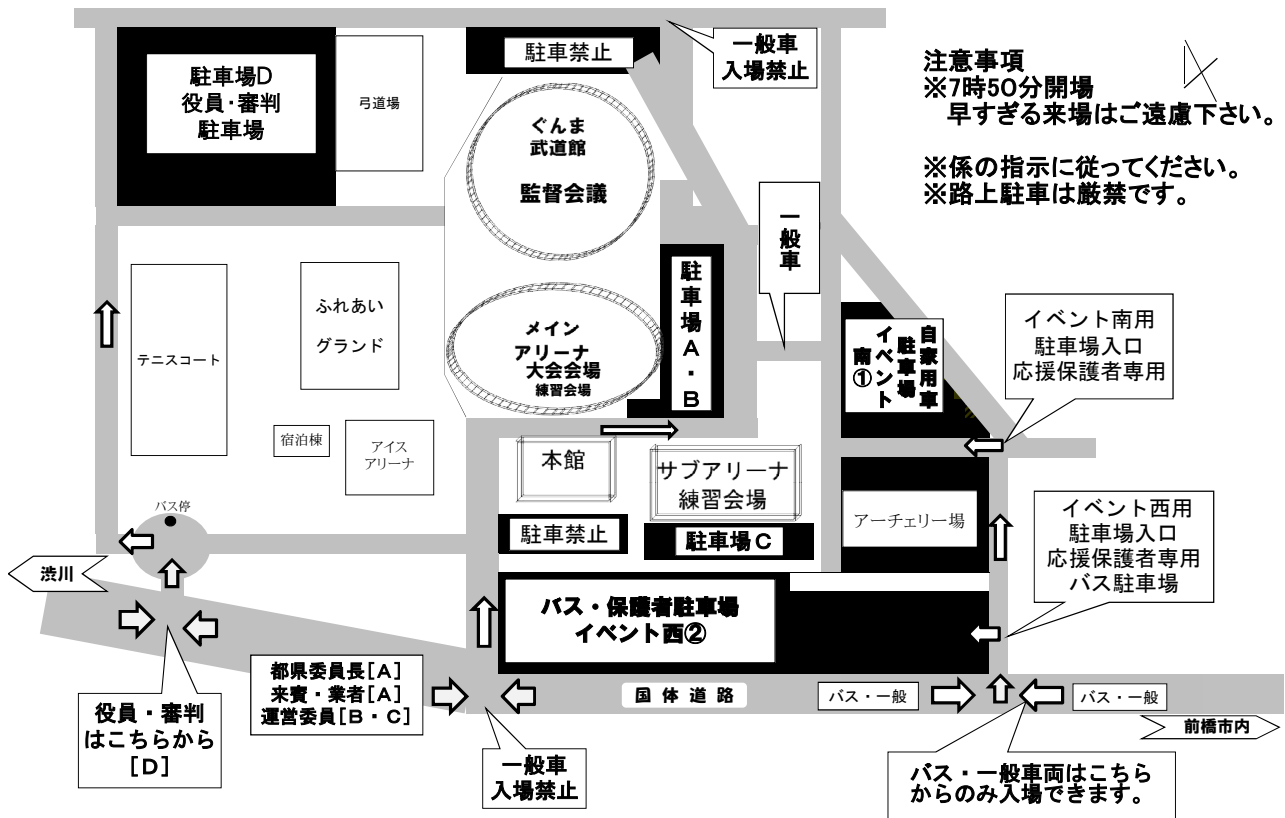 駐車禁止
一般車
入場禁止
注意事項
※7時50分開場
早すぎる来場はご遠慮下さい。
※係の指示に従ってください。
※路上駐車は厳禁です。
駐車場D
役員・審判
駐車場
弓道場
ぐんま
武道館
監督会議
一般車
駐車場A・B
自家用車
駐車場
イベント
南①
イベント南用
駐車場入口
応援保護者専用
テニスコート
ふれあい
グランド
メイン
アリーナ
大会会場
練習会場
宿泊棟
アイス
アリーナ
本館
サブアリーナ
練習会場
アーチェリー場
駐車禁止
駐車場C
イベント西用
駐車場入口
応援保護者専用
バス駐車場
バス停
渋川
バス・保護者駐車場
イベント西②
都県委員長[A]
来賓・業者[A]
運営委員[B・C]
国体道路
バス・一般
バス・一般
前橋市内
役員・審判
はこちらから
[D]
一般車
入場禁止
バス・一般車両はこちら
からのみ入場できます。